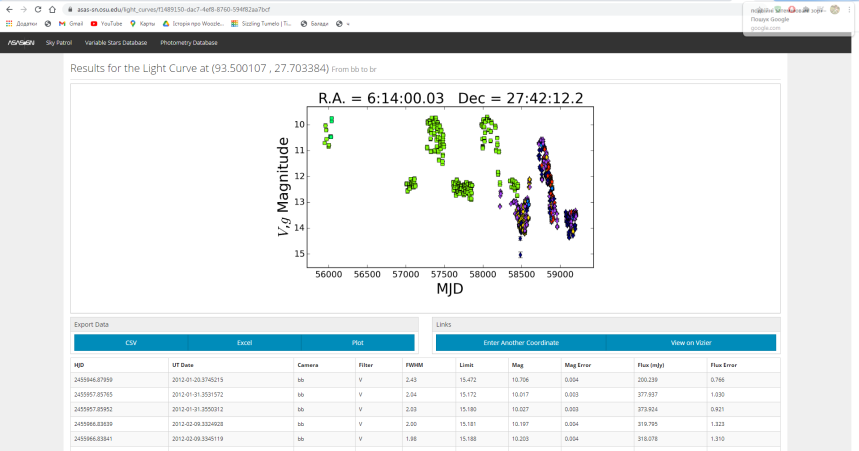 asas-sn.osu.edu/light_curves/f1489150-dac7-4ef8-8760-594f82aa7bcf
Додатки Gmail YouTube Карты Sizzling Tumelo | Ti... Балади »
Пошук Google
google.com
ASAS-SN Sky Patrol Variable Stars Database Photometry Database
Results for the Light Curve at (93.500107 , 27.703384) From bb to br
R.A. = 6:14:00.03 Dec = 27:42:12.2
V,g Magnitude
10
11
12
13
14
15
56000 56500 57000 57500 58000 58500 59000
MJD
Export Data Links
CSV Excel Plot Enter Another Coordinate View on Vizier
HJD UT Date Camera Filter FWHM Limit Mag Mag Error Flux (mJy) Flux Error
2455946.87959 2012-01-20.3745215 bb V 2.43 15.472 10.706 0.004 200.239 0.766
2455957.85765 2012-01-31.3531572 bb V 2.04 15.172 10.017 0.004 377.937 1.030
2455957.85952 2012-01-31.3550312 bb V 2.03 15.180 10.027 0.003 373.924 0.921
2455966.83639 2012-02-09.3324928 bb V 2.00 15.181 10.197 0.004 319.795 1.323
2455966.83841 2012-02-09.3345119 bb V 1.98 15.188 10.203 0.004 318.078 1.310